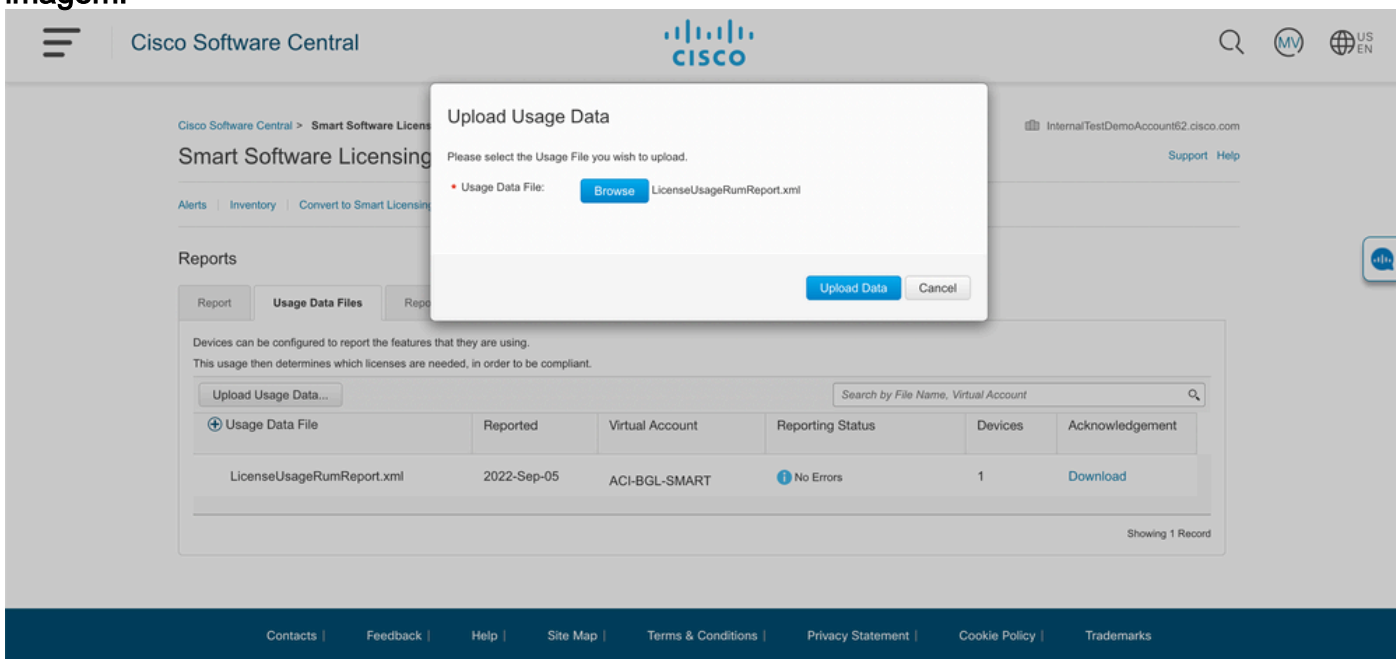 imagem.
Cisco Software Central
CISCO
MV
US
EN
Cisco Software Central > Smart Software Licens
InternalTestDemoAccount62.cisco.com
Smart Software Licensing
Support Help
Alerts | Inventory | Convert to Smart Licensing
Upload Usage Data
Please select the Usage File you wish to upload.
* Usage Data File: Browse LicenseUsageRumReport.xml
Upload Data Cancel
Reports
Report Usage Data Files Repo
Devices can be configured to report the features that they are using.
This usage then determines which licenses are needed, in order to be compliant.
Upload Usage Data... Search by File Name, Virtual Account
Usage Data File Reported Virtual Account Reporting Status Devices Acknowledgement
LicenseUsageRumReport.xml 2022-Sep-05 ACI-BGL-SMART No Errors 1 Download
Showing 1 Record
Contacts | Feedback | Help | Site Map | Terms & Conditions | Privacy Statement | Cookie Policy | Trademarks